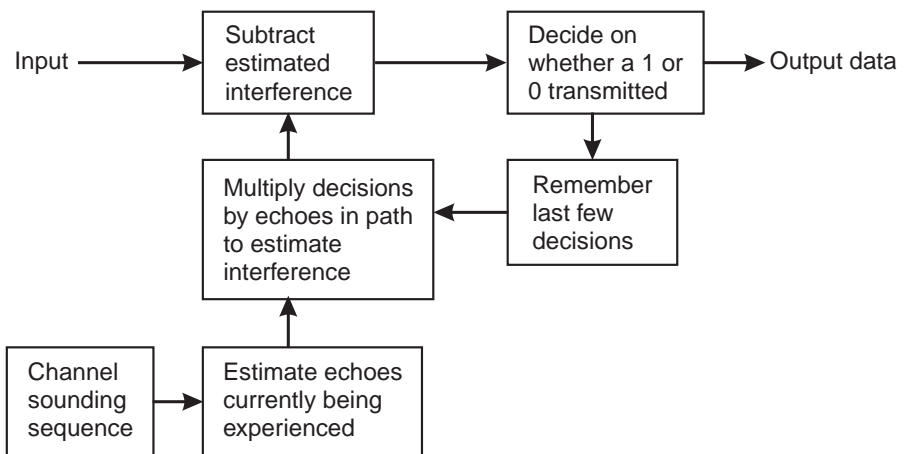 Input
Subtract
estimated
interference
Decide on
whether a 1 or
0 transmitted
Output data
Multiply decisions
by echoes in path
to estimate
interference
Remember
last few
decisions
Channel
sounding
sequence
Estimate echoes
currently being
experienced